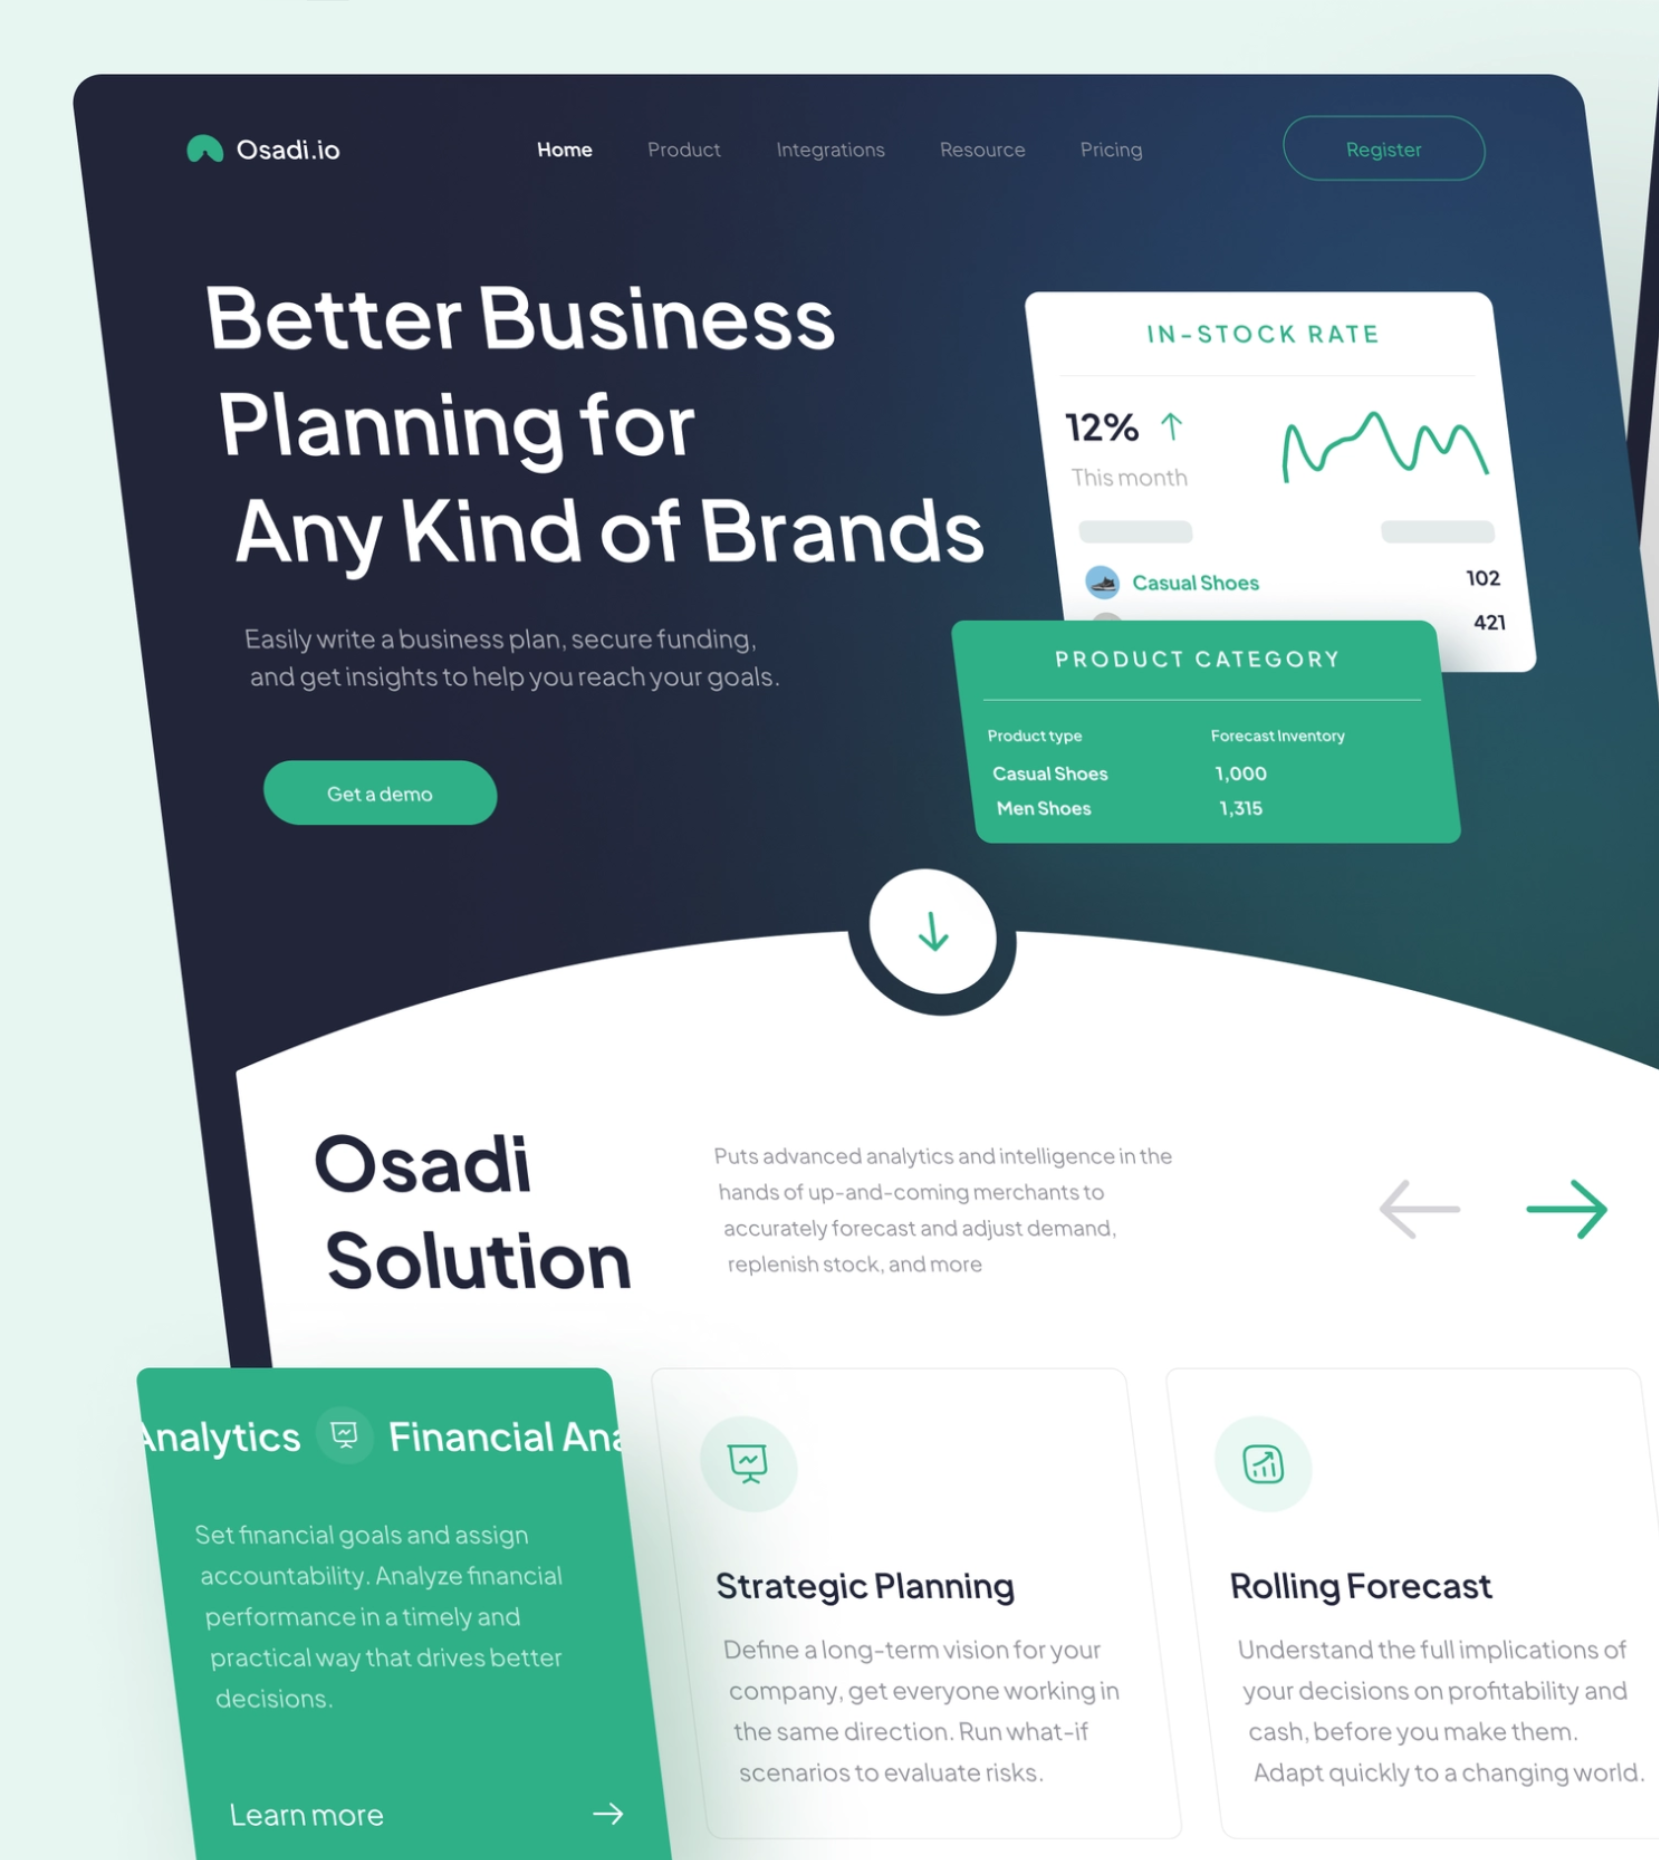 Osadi.io
Home
Product
Integrations
Resource
Pricing
Register
Better Business
Planning for
Any Kind of Brands
Easily write a business plan, secure funding,
and get insights to help you reach your goals.
Get a demo
IN-STOCK RATE
12%
This month
Casual Shoes 102
421
PRODUCT CATEGORY
Product type Forecast Inventory
Casual Shoes 1,000
Men Shoes 1,315
Osadi
Solution
Puts advanced analytics and intelligence in the
hands of up-and-coming merchants to
accurately forecast and adjust demand,
replenish stock, and more
Analytics Financial Ana
Set financial goals and assign
accountability. Analyze financial
performance in a timely and
practical way that drives better
decisions.
Learn more
Strategic Planning
Define a long-term vision for your
company, get everyone working in
the same direction. Run what-if
scenarios to evaluate risks.
Rolling Forecast
Understand the full implications of
your decisions on profitability and
cash, before you make them.
Adapt quickly to a changing world.